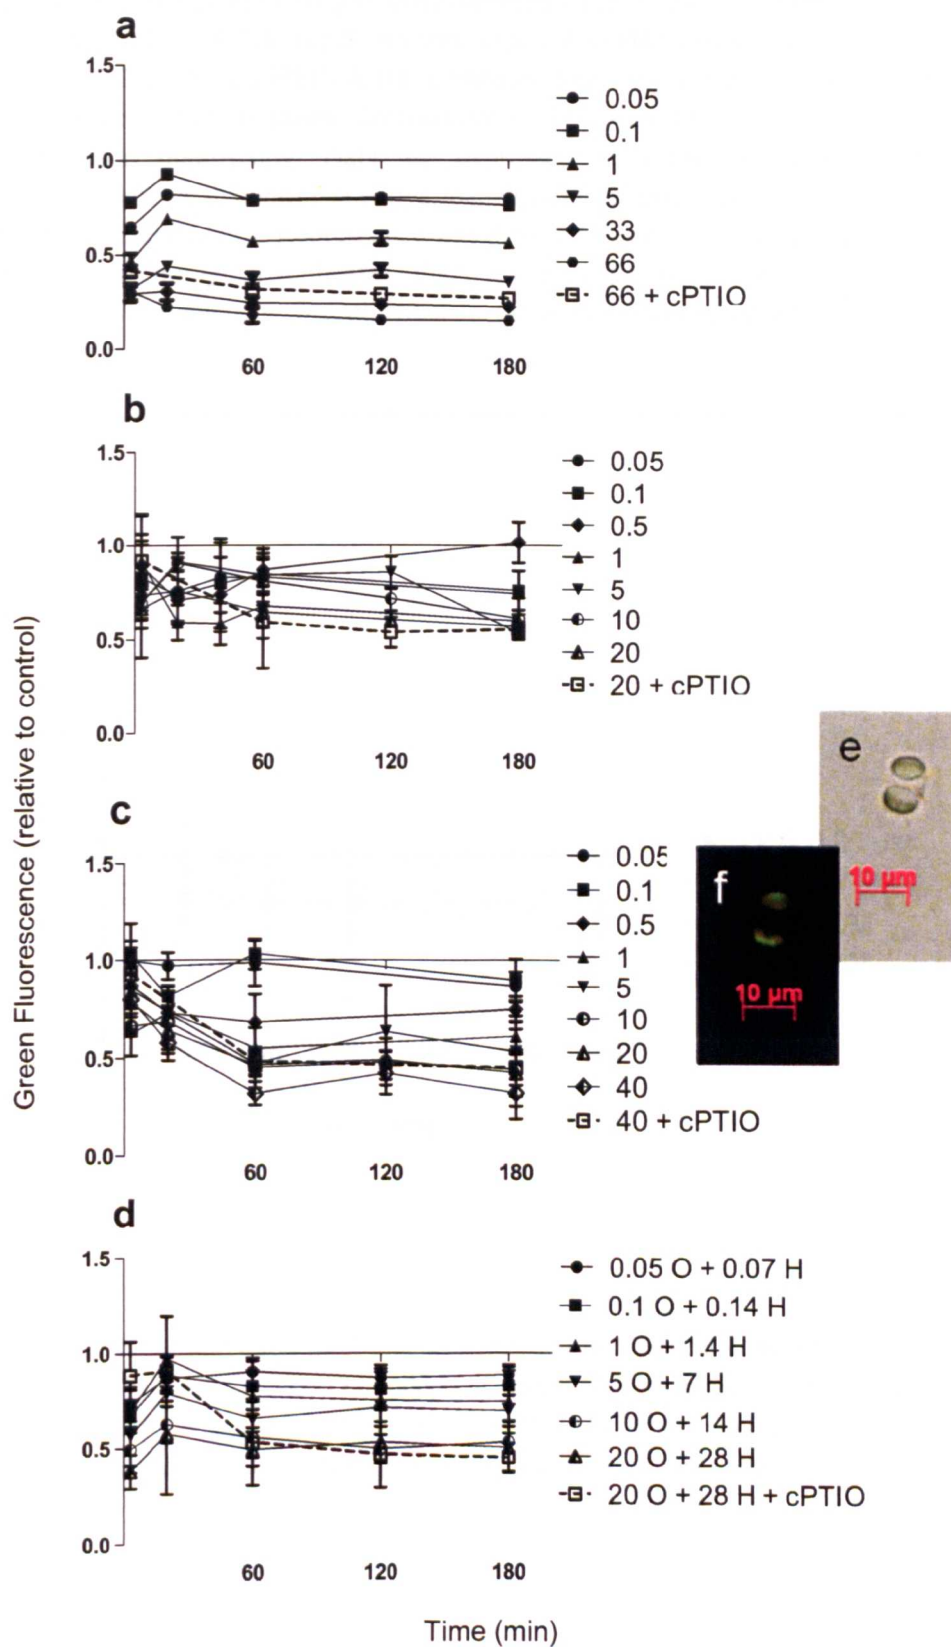 a
1.5
1.0
0.5
0.0
60 120 180
0.05
0.1
1
5
33
66
66 + cPTIO
b
1.5
1.0
0.5
0.0
60 120 180
0.05
0.1
0.5
1
5
10
20
20 + cPTIO
c
1.5
1.0
0.5
0.0
60 120 180
0.05
0.1
0.5
1
5
10
20
40
40 + cPTIO
e
10 µm
f
10 µm
d
1.5
1.0
0.5
0.0
60 120 180
0.05 O + 0.07 H
0.1 O + 0.14 H
1 O + 1.4 H
5 O + 7 H
10 O + 14 H
20 O + 28 H
20 O + 28 H + cPTIO
Green Fluorescence (relative to control)
Time (min)